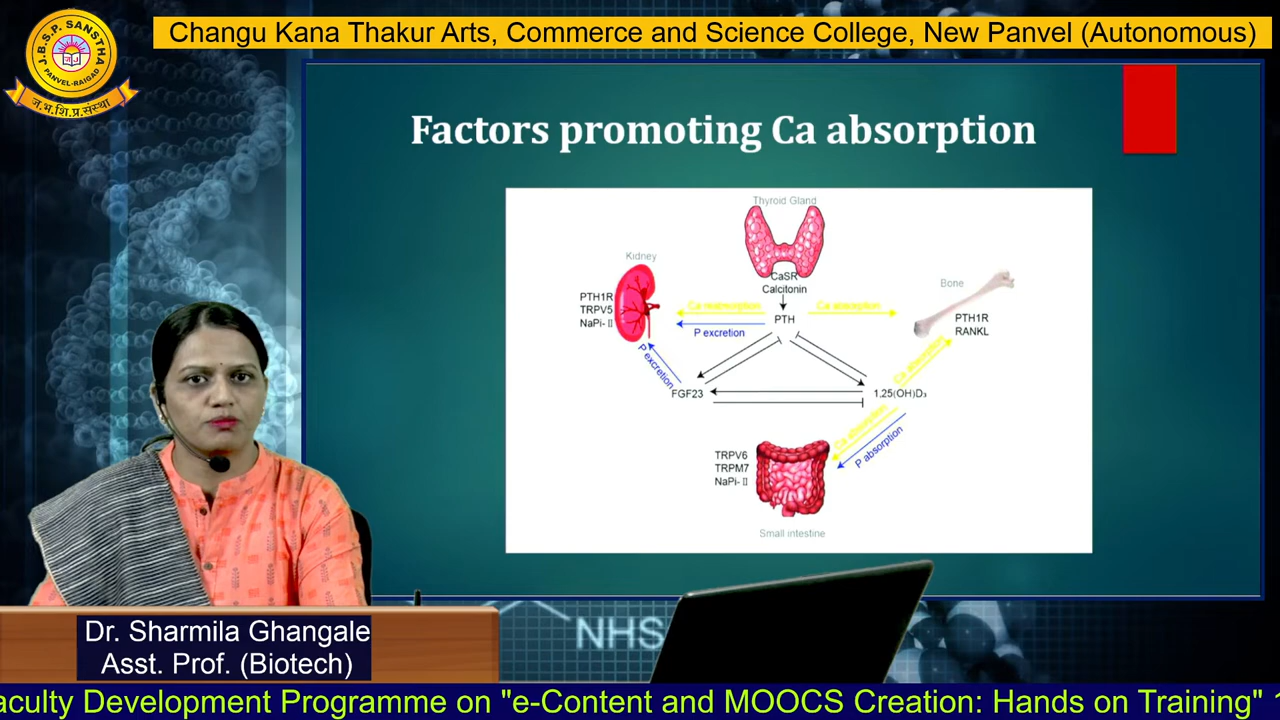 Changu Kana Thakur Arts, Commerce and Science College, New Panvel (Autonomous)
J.B.S.P. SANSTHA
PANVEL-RAIGAD
ज.भ.शि.प्र.संस्था
Factors promoting Ca absorption
Thyroid Gland
CaSR
Calcitonin
PTH
Kidney
PTH1R
TRPV5
NaPi-Ⅱ
Ca reabsorption
P excretion
Ca absorption
Bone
PTH1R
RANKL
P excretion
FGF23
Ca absorption
1.25(OH)D₃
Ca absorption
P absorption
TRPV6
TRPM7
NaPi-Ⅱ
Small intestine
NHS
Dr. Sharmila Ghangale
Asst. Prof. (Biotech)
aculty Development Programme on "e-Content and MOOCS Creation: Hands on Training"